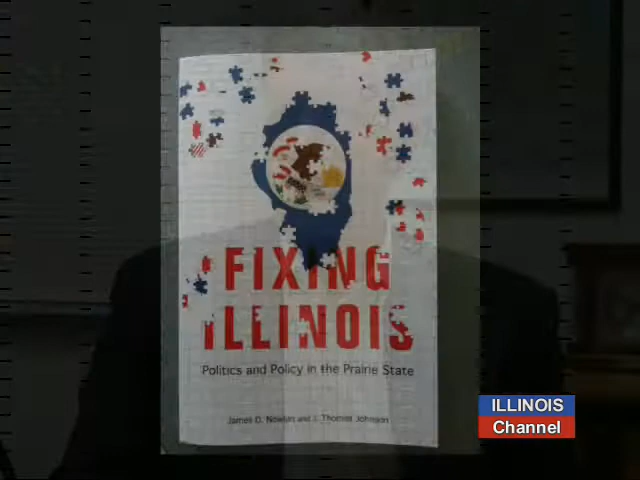 FIXING
ILLINOIS
Politics and Policy in the Prairie State
James D. Nowlan and J. Thomas Johnson
ILLINOIS
Channel